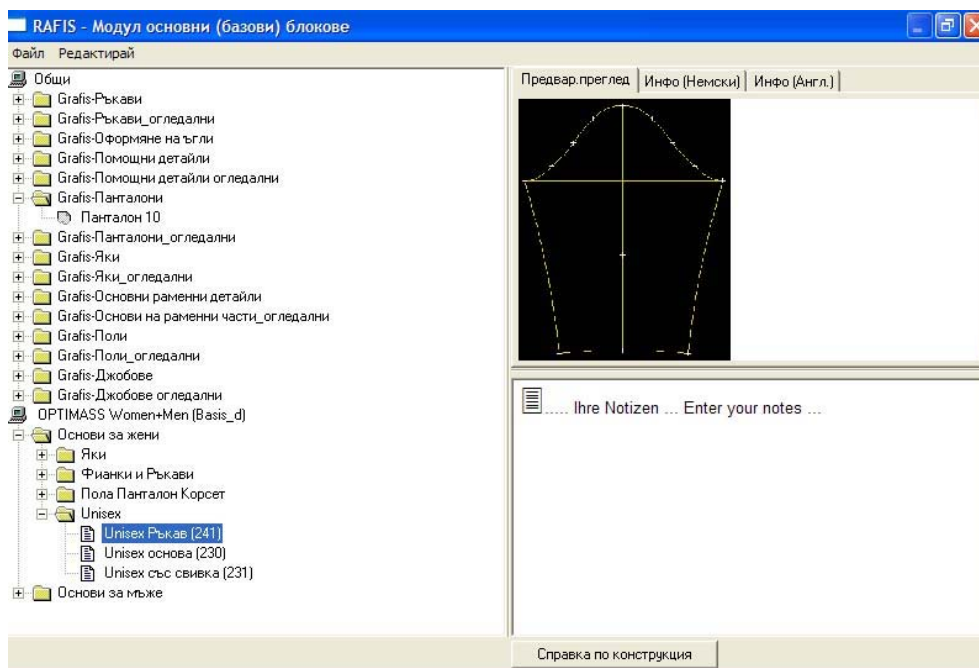 RAFIS - Модул основни (базови) блокове
Файл Редактирай
Общи
Grafis-Ръкави
Grafis-Ръкави_огледални
Grafis-Оформяне на ъгли
Grafis-Помощни детайли
Grafis-Помощни детайли огледални
Grafis-Панталони
Панталон 10
Grafis-Панталони_огледални
Grafis-Яки
Grafis-Яки_огледални
Grafis-Основни раменни детайли
Grafis-Основи на раменни части_огледални
Grafis-Поли
Grafis-Поли_огледални
Grafis-Джобове
Grafis-Джобове огледални
OPTIMASS Women+Men (Basis_d)
Основи за жени
Яки
Фианки и Ръкави
Пола Панталон Корсет
Unisex
Unisex Ръкав (241)
Unisex основа (230)
Unisex със свивка (231)
Основи за мъже
Предвар.преглед Инфо (Немски) Инфо (Англ.)
..... Ihre Notizen ... Enter your notes ...
Справка по конструкция